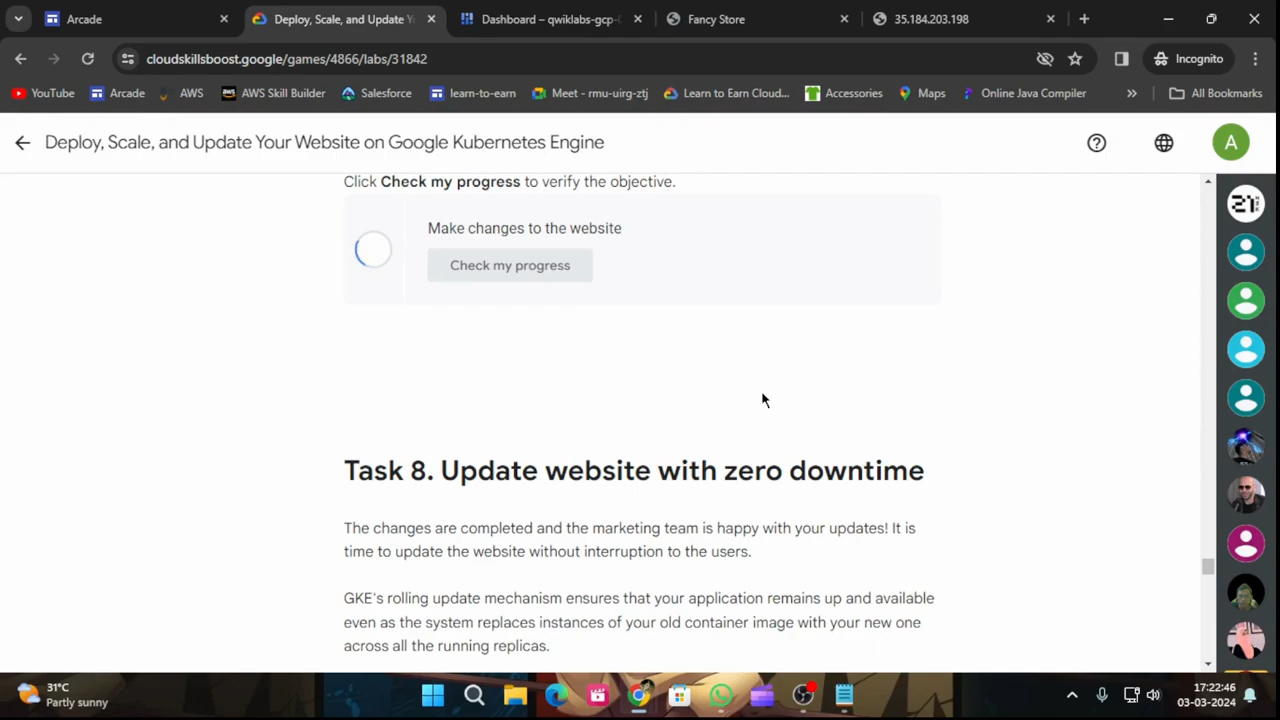 Arcade
Deploy, Scale, and Update Y
Dashboard – qwiklabs-gcp-
Fancy Store
35.184.203.198
cloudskillsboost.google/games/4866/labs/31842
Incognito
YouTube
Arcade
AWS
AWS Skill Builder
Salesforce
learn-to-earn
Meet - rmu-uirg-ztj
Learn to Earn Cloud...
Accessories
Maps
Online Java Compiler
All Bookmarks
Deploy, Scale, and Update Your Website on Google Kubernetes Engine
A
Click Check my progress to verify the objective.
Make changes to the website
Check my progress
Task 8. Update website with zero downtime
The changes are completed and the marketing team is happy with your updates! It is
time to update the website without interruption to the users.
GKE's rolling update mechanism ensures that your application remains up and available
even as the system replaces instances of your old container image with your new one
across all the running replicas.
31°C
Partly sunny
17:22:46
03-03-2024